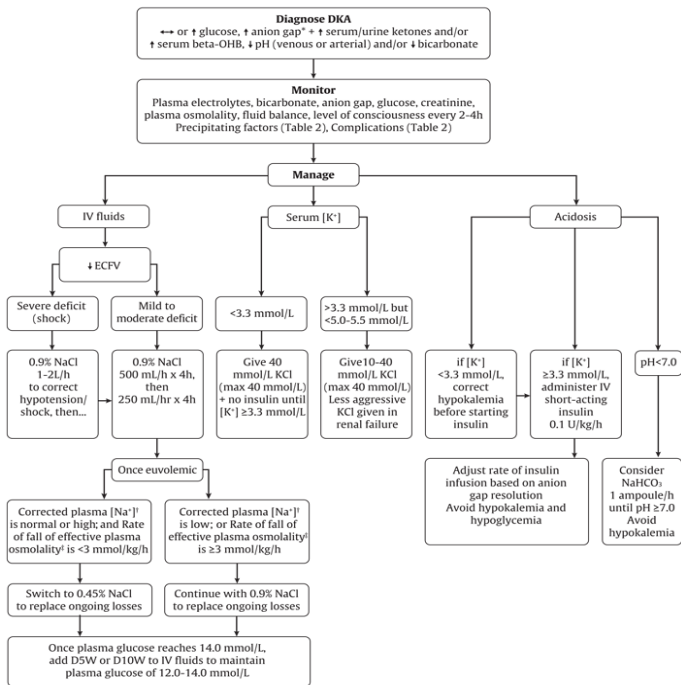 Diagnose DKA
↔ or ↑ glucose, ↑ anion gap* + ↑ serum/urine ketones and/or
↑ serum beta-OHB, ↓ pH (venous or arterial) and/or ↓ bicarbonate
Monitor
Plasma electrolytes, bicarbonate, anion gap, glucose, creatinine,
plasma osmolality, fluid balance, level of consciousness every 2-4h
Precipitating factors (Table 2), Complications (Table 2)
Manage
IV fluids
↓ECFV
Severe deficit
(shock)
0.9% NaCl
1-2L/h
to correct
hypotension/
shock, then...
Mild to
moderate deficit
0.9% NaCl
500 mL/h x 4h,
then
250 mL/hr x 4h
Once euvolemic
Corrected plasma [Na⁺]†
is normal or high; and Rate
of fall of effective plasma
osmolality‡ is <3 mmol/kg/h
Switch to 0.45% NaCl
to replace ongoing losses
Corrected plasma [Na⁺]†
is low; or Rate of fall of
effective plasma osmolality‡
is ≥3 mmol/kg/h
Continue with 0.9% NaCl
to replace ongoing losses
Once plasma glucose reaches 14.0 mmol/L,
add D5W or D10W to IV fluids to maintain
plasma glucose of 12.0-14.0 mmol/L
Serum [K⁺]
<3.3 mmol/L
Give 40
mmol/L KCl
(max 40 mmol/L)
+ no insulin until
[K⁺] ≥3.3 mmol/L
>3.3 mmol/L but
<5.0-5.5 mmol/L
Give10-40
mmol/L KCl
(max 40 mmol/L)
Less aggressive
KCl given in
renal failure
Acidosis
if [K⁺]
<3.3 mmol/L,
correct
hypokalemia
before starting
insulin
if [K⁺]
≥3.3 mmol/L,
administer IV
short-acting
insulin
0.1 U/kg/h
Adjust rate of insulin
infusion based on anion
gap resolution
Avoid hypokalemia and
hypoglycemia
pH<7.0
Consider
NaHCO₃
1 ampoule/h
until pH ≥7.0
Avoid
hypokalemia